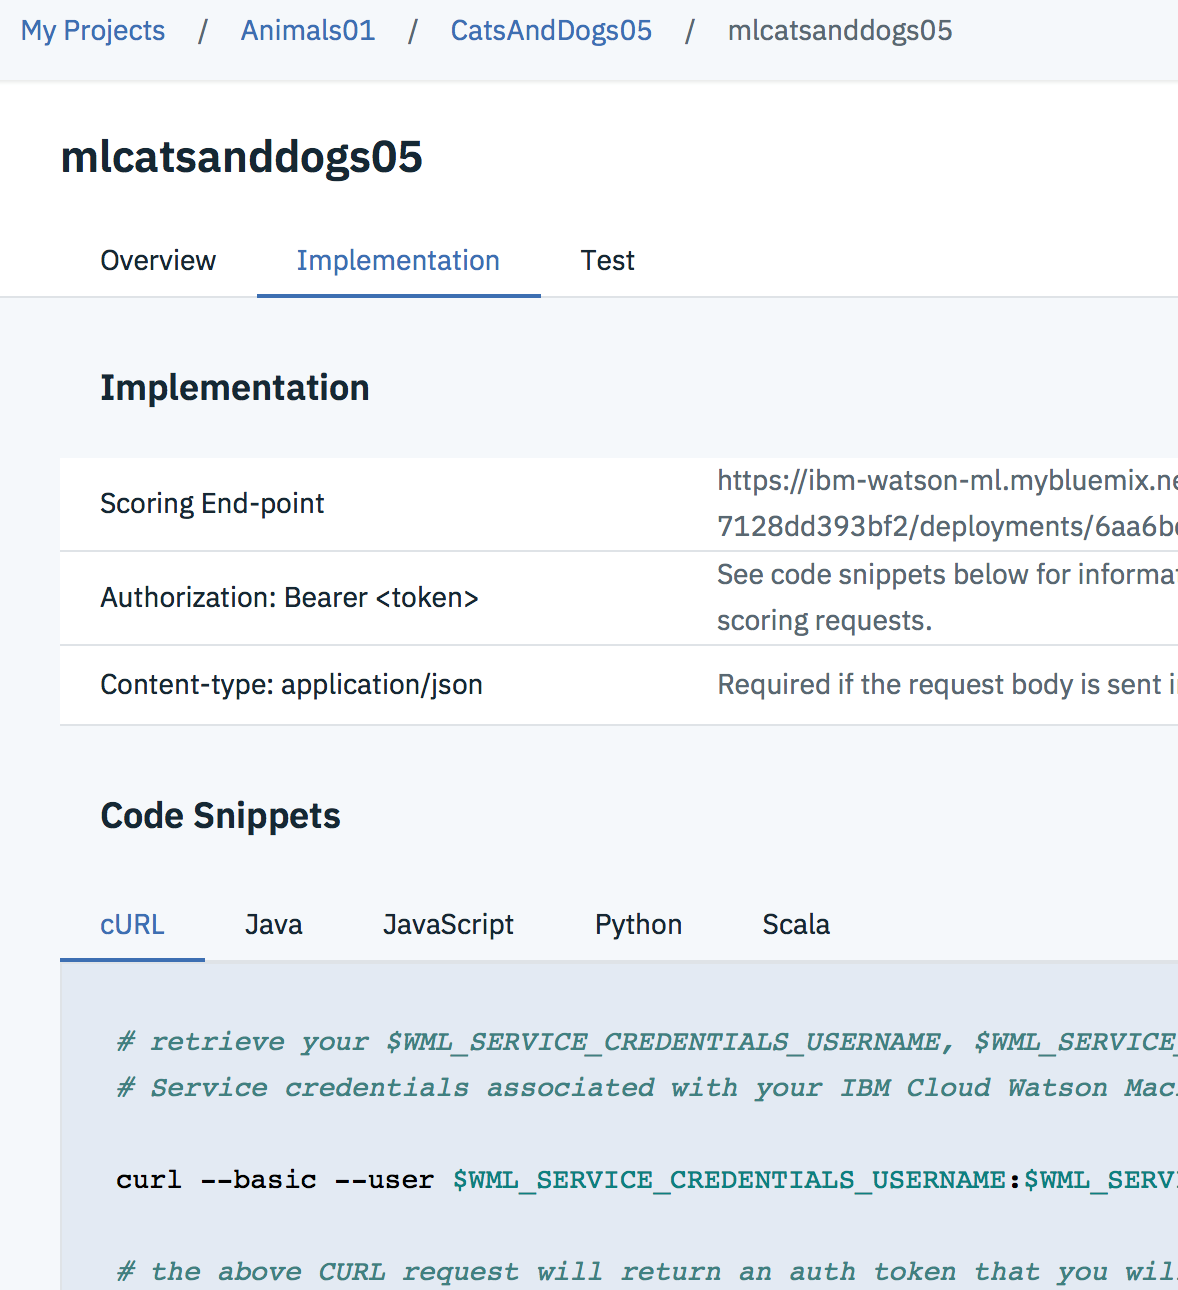 My Projects / Animals01 / CatsAndDogs05 / mlcatsanddogs05
mlcatsanddogs05
Overview Implementation Test
Implementation
Scoring End-point
https://ibm-watson-ml.mybluemix.ne
7128dd393bf2/deployments/6aa6be
Authorization: Bearer <token>
See code snippets below for informat
scoring requests.
Content-type: application/json
Required if the request body is sent in
Code Snippets
cURL Java JavaScript Python Scala
# retrieve your $WML_SERVICE_CREDENTIALS_USERNAME, $WML_SERVICE_
# Service credentials associated with your IBM Cloud Watson Mac
curl --basic --user $WML_SERVICE_CREDENTIALS_USERNAME:$WML_SERV
# the above CURL request will return an auth token that you wil